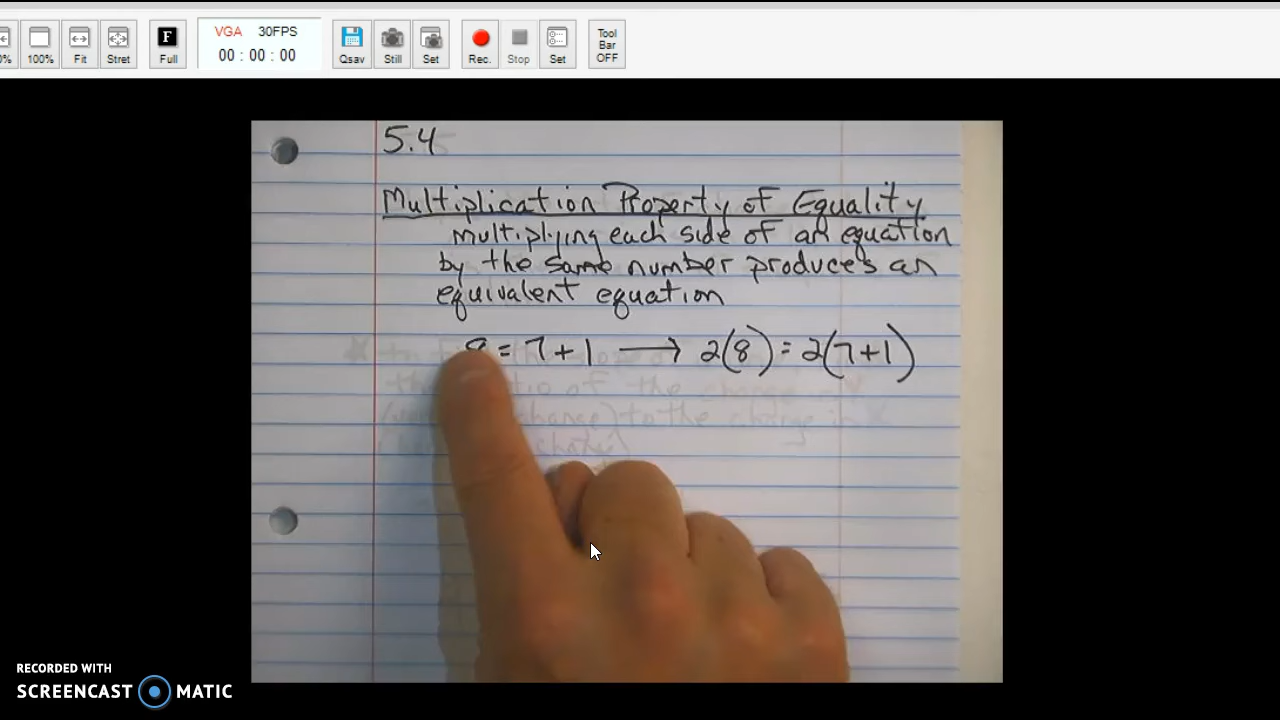 VGA 30FPS
00 : 00 : 00
100% Fit Stret Full Qsav Still Set Rec. Stop Set Tool Bar OFF
5.4
Multiplication Property of Equality
multiplying each side of an equation
by the same number produces an
equivalent equation
8 = 7 + 1 → 2(8) = 2(7+1)
RECORDED WITH
SCREENCAST MATIC